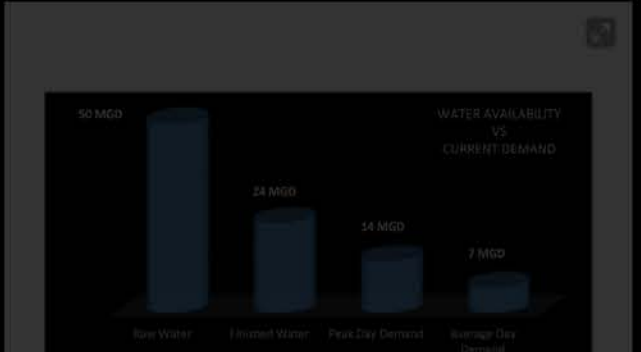 50 MGD
WATER AVAILABILITY
VS
CURRENT DEMAND
24 MGD
14 MGD
7 MGD
Raw Water
Finished Water
Peak Day Demand
Average Day
Demand